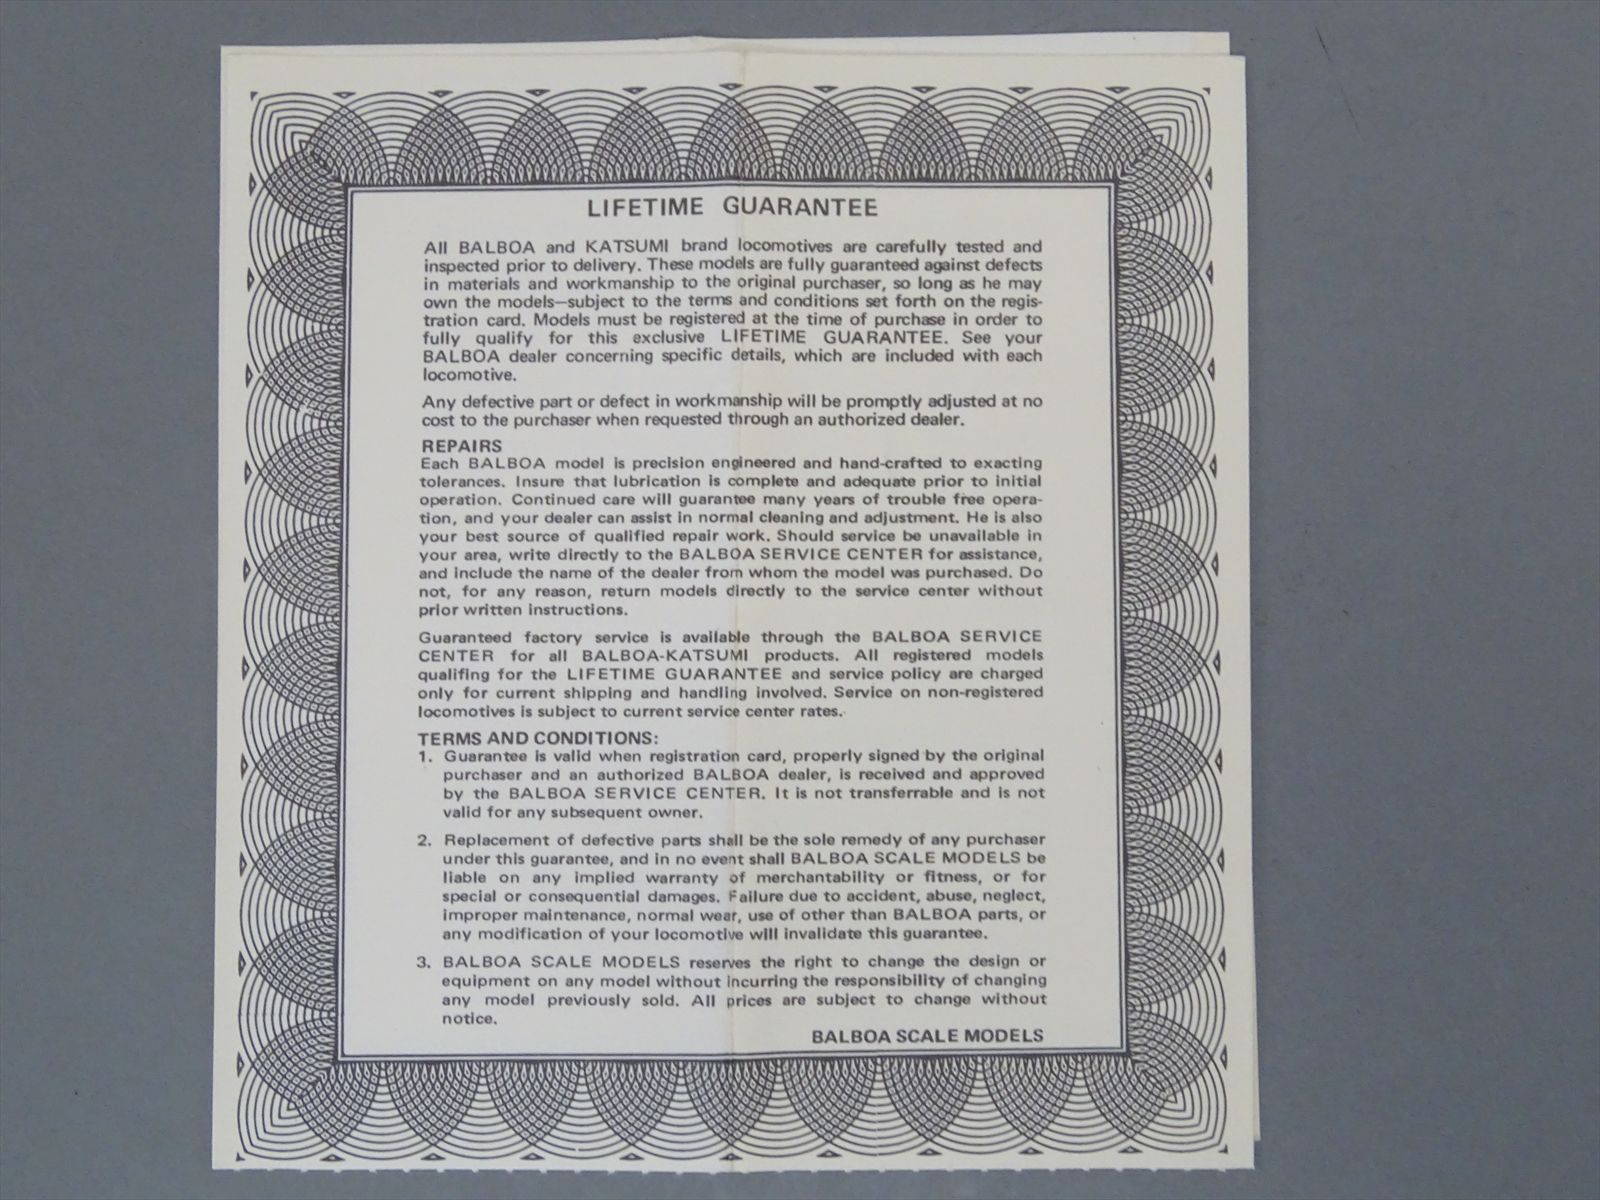 LIFETIME GUARANTEE
All BALBOA and KATSUMI brand locomotives are carefully tested and
inspected prior to delivery. These models are fully guaranteed against defects
in materials and workmanship to the original purchaser, so long as he may
own the models—subject to the terms and conditions set forth on the regis-
tration card. Models must be registered at the time of purchase in order to
fully qualify for this exclusive LIFETIME GUARANTEE. See your
BALBOA dealer concerning specific details, which are included with each
locomotive.
Any defective part or defect in workmanship will be promptly adjusted at no
cost to the purchaser when requested through an authorized dealer.
REPAIRS
Each BALBOA model is precision engineered and hand-crafted to exacting
tolerances. Insure that lubrication is complete and adequate prior to initial
operation. Continued care will guarantee many years of trouble free opera-
tion, and your dealer can assist in normal cleaning and adjustment. He is also
your best source of qualified repair work. Should service be unavailable in
your area, write directly to the BALBOA SERVICE CENTER for assistance,
and include the name of the dealer from whom the model was purchased. Do
not, for any reason, return models directly to the service center without
prior written instructions.
Guaranteed factory service is available through the BALBOA SERVICE
CENTER for all BALBOA-KATSUMI products. All registered models
qualifing for the LIFETIME GUARANTEE and service policy are charged
only for current shipping and handling involved. Service on non-registered
locomotives is subject to current service center rates.
TERMS AND CONDITIONS:
1. Guarantee is valid when registration card, properly signed by the original
purchaser and an authorized BALBOA dealer, is received and approved
by the BALBOA SERVICE CENTER. It is not transferrable and is not
valid for any subsequent owner.
2. Replacement of defective parts shall be the sole remedy of any purchaser
under this guarantee, and in no event shall BALBOA SCALE MODELS be
liable on any implied warranty of merchantability or fitness, or for
special or consequential damages. Failure due to accident, abuse, neglect,
improper maintenance, normal wear, use of other than BALBOA parts, or
any modification of your locomotive will invalidate this guarantee.
3. BALBOA SCALE MODELS reserves the right to change the design or
equipment on any model without incurring the responsibility of changing
any model previously sold. All prices are subject to change without
notice.
BALBOA SCALE MODELS